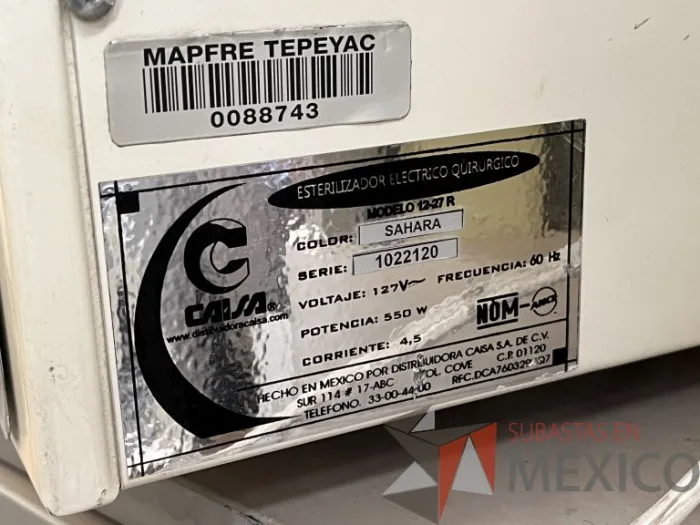 MAPFRE TEPEYAC
0088743
ESTERILIZADOR ELECTRICO QUIRURGICO
MODELO 12-27 R
COLOR: SAHARA
SERIE: 1022120
VOLTAJE: 127V~ FRECUENCIA: 60 Hz
POTENCIA: 550 W
CORRIENTE: 4,5
NOM-ANCE
C
CAISA®
www.distribuidoracaisa.com
HECHO EN MEXICO POR DISTRIBUIDORA CAISA S.A. DE C.V.
SUR 114 # 17-ABC COL. COVE C.P. 01120
TELEFONO. 33-00-44-00
SUBASTAS EN
MEXICO